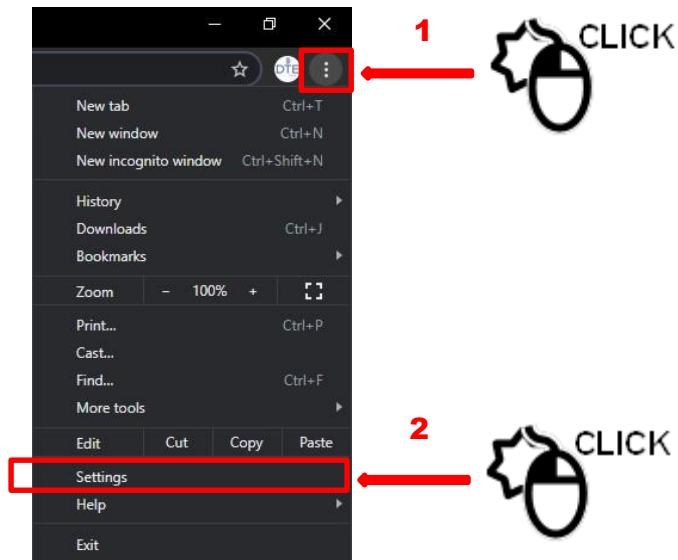 1
CLICK
DTE
New tab Ctrl+T
New window Ctrl+N
New incognito window Ctrl+Shift+N
History
Downloads Ctrl+J
Bookmarks
Zoom - 100% +
Print... Ctrl+P
Cast...
Find... Ctrl+F
More tools
Edit Cut Copy Paste
2
CLICK
Settings
Help
Exit